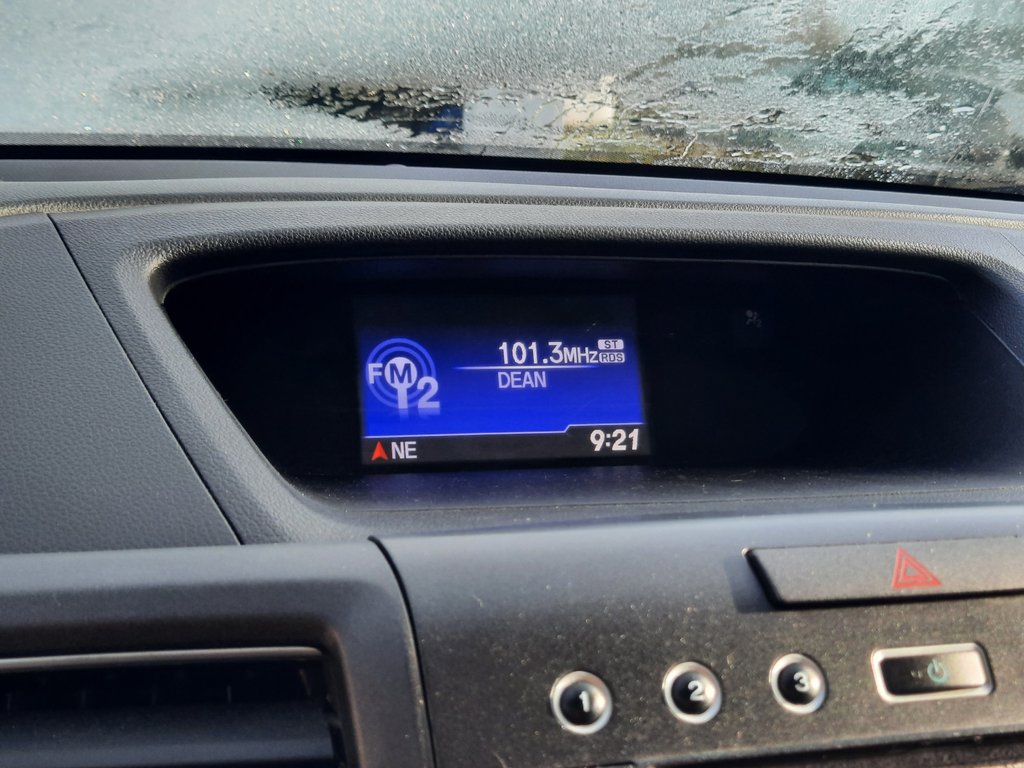 FM2
101.3MHz ST
RDS
DEAN
NE 9:21
1 2 3